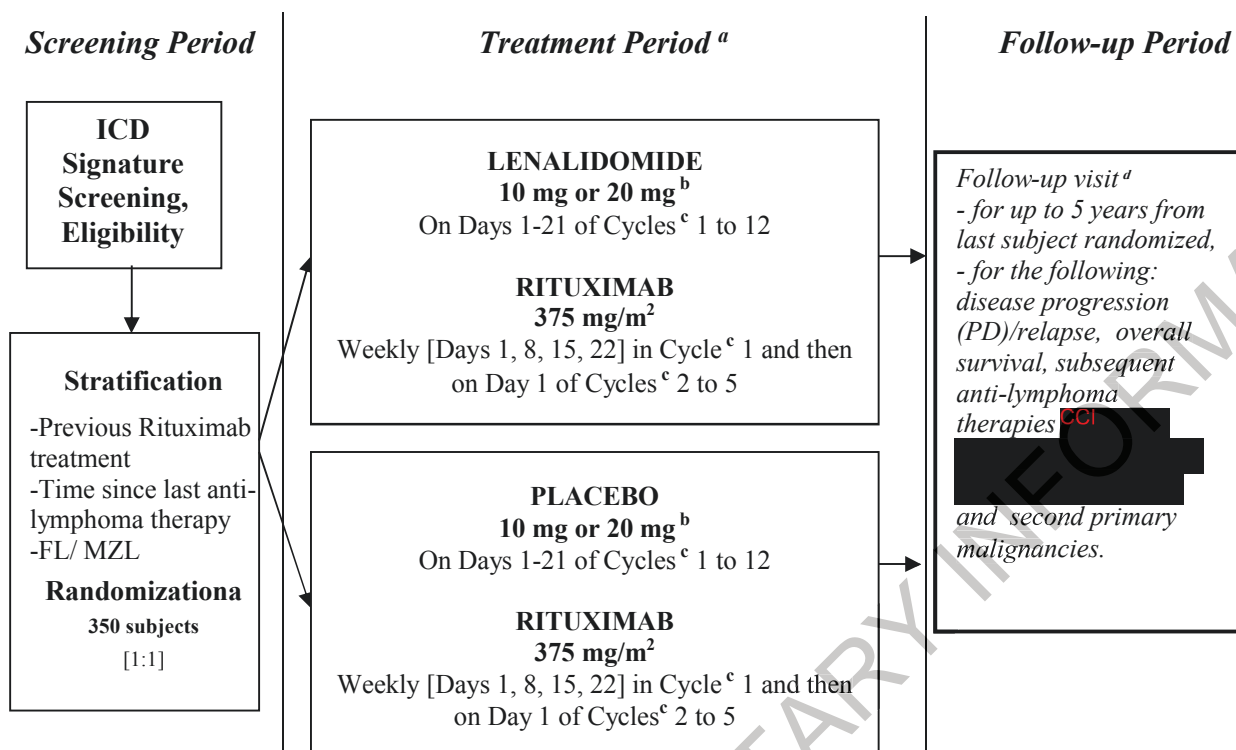 Screening Period
Treatment Period a
Follow-up Period
ICD
Signature
Screening,
Eligibility
Stratification
-Previous Rituximab
treatment
-Time since last anti-
lymphoma therapy
-FL/ MZL
Randomizationa
350 subjects
[1:1]
LENALIDOMIDE
10 mg or 20 mg b
On Days 1-21 of Cycles c 1 to 12
RITUXIMAB
375 mg/m2
Weekly [Days 1, 8, 15, 22] in Cycle c 1 and then
on Day 1 of Cycles c 2 to 5
PLACEBO
10 mg or 20 mg b
On Days 1-21 of Cycles c 1 to 12
RITUXIMAB
375 mg/m2
Weekly [Days 1, 8, 15, 22] in Cycle c 1 and then
on Day 1 of Cycles c 2 to 5
Follow-up visit d
- for up to 5 years from
last subject randomized,
- for the following:
disease progression
(PD)/relapse, overall
survival, subsequent
anti-lymphoma
therapies CCI
and second primary
malignancies.
TARY INFORMA